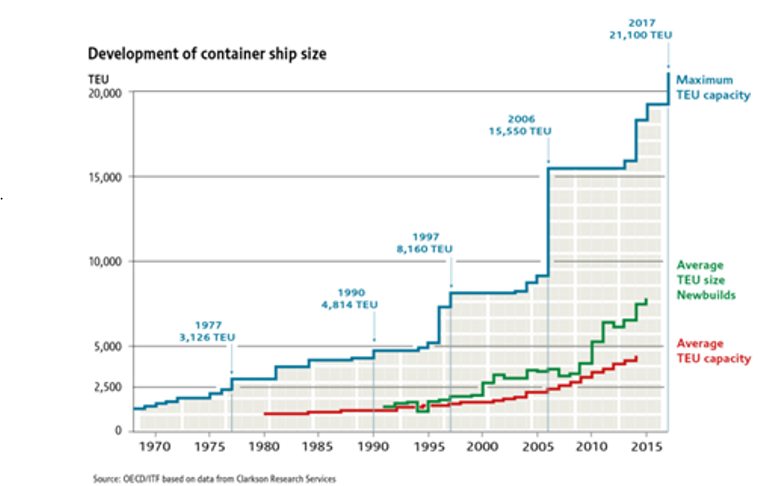 2017
21,100 TEU
Development of container ship size
TEU
20,000
Maximum
TEU capacity
2006
15,550 TEU
15,000
1997
8,160 TEU
10,000
Average
TEU size
Newbuilds
1990
4,814 TEU
1977
3,126 TEU
5,000
Average
TEU capacity
2,500
0
1970 1975 1980 1985 1990 1995 2000 2005 2010 2015
Source: OECD/ITF based on data from Clarkson Research Services